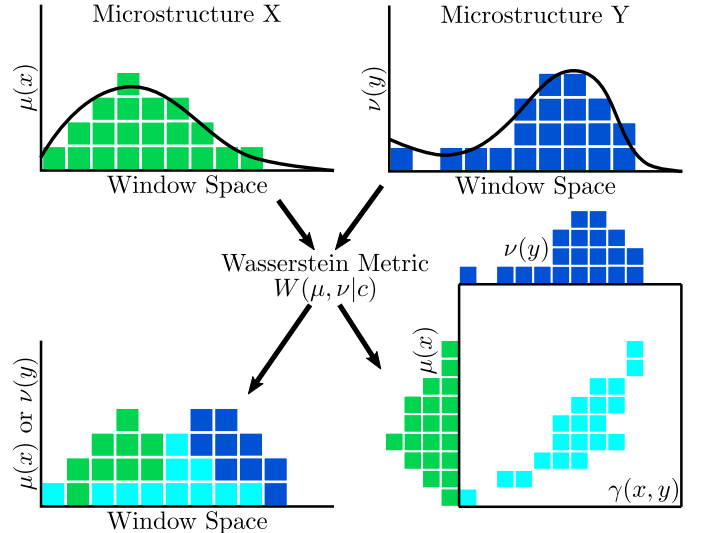 Microstructure X
Microstructure Y
μ(x)
ν(y)
Window Space
Window Space
Wasserstein Metric
W(μ, ν|c)
ν(y)
μ(x)
μ(x) or ν(y)
γ(x, y)
Window Space